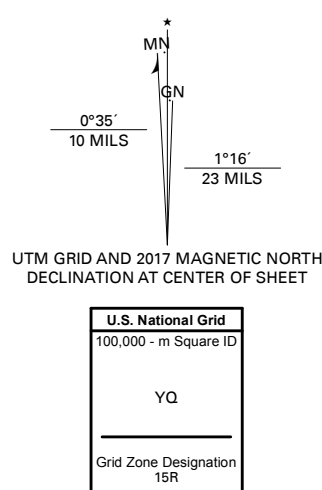 MN
GN
0°35´
10 MILS
1°16´
23 MILS
UTM GRID AND 2017 MAGNETIC NORTH
DECLINATION AT CENTER OF SHEET
U.S. National Grid
100,000 - m Square ID
YQ
Grid Zone Designation
15R